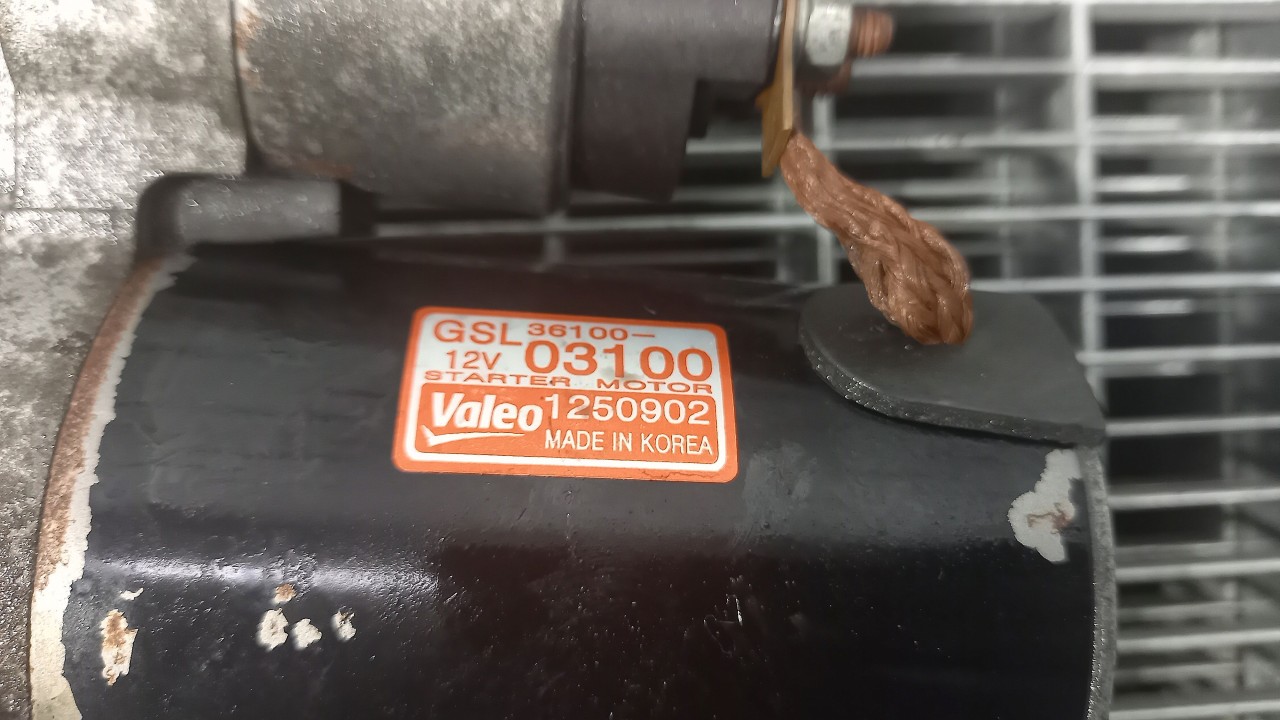 GSL 36100-
12V 03100
STARTER MOTOR
Valeo 1250902
MADE IN KOREA